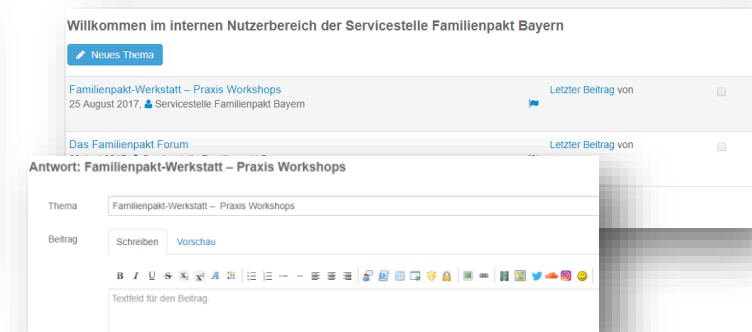 Willkommen im internen Nutzerbereich der Servicestelle Familienpakt Bayern
Neues Thema
Familienpakt-Werkstatt – Praxis Workshops
Letzter Beitrag von
25 August 2017, Servicestelle Familienpakt Bayern
Das Familienpakt Forum
Letzter Beitrag von
Antwort: Familienpakt-Werkstatt – Praxis Workshops
Thema
Familienpakt-Werkstatt – Praxis Workshops
Beitrag
Schreiben Vorschau
B I U S X₂ X² A
Textfeld für den Beitrag.